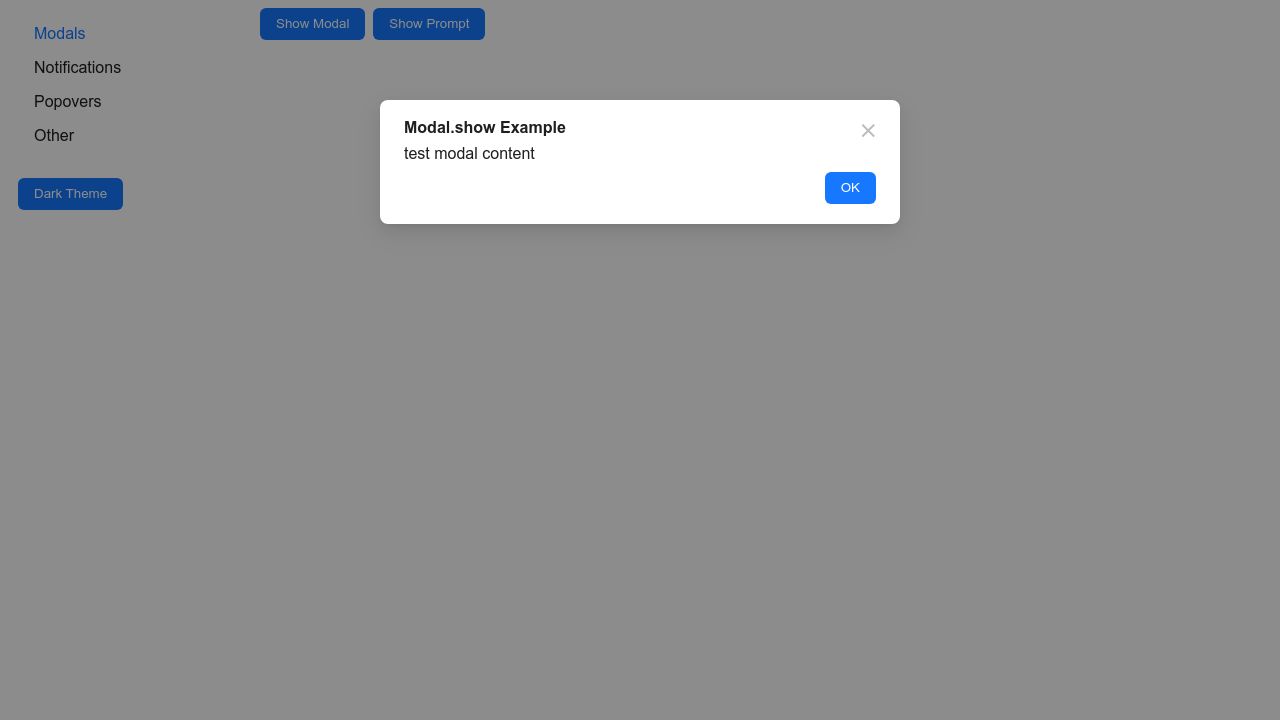 Modals
Notifications
Popovers
Other
Dark Theme
Show Modal
Show Prompt
Modal.show Example
test modal content
OK